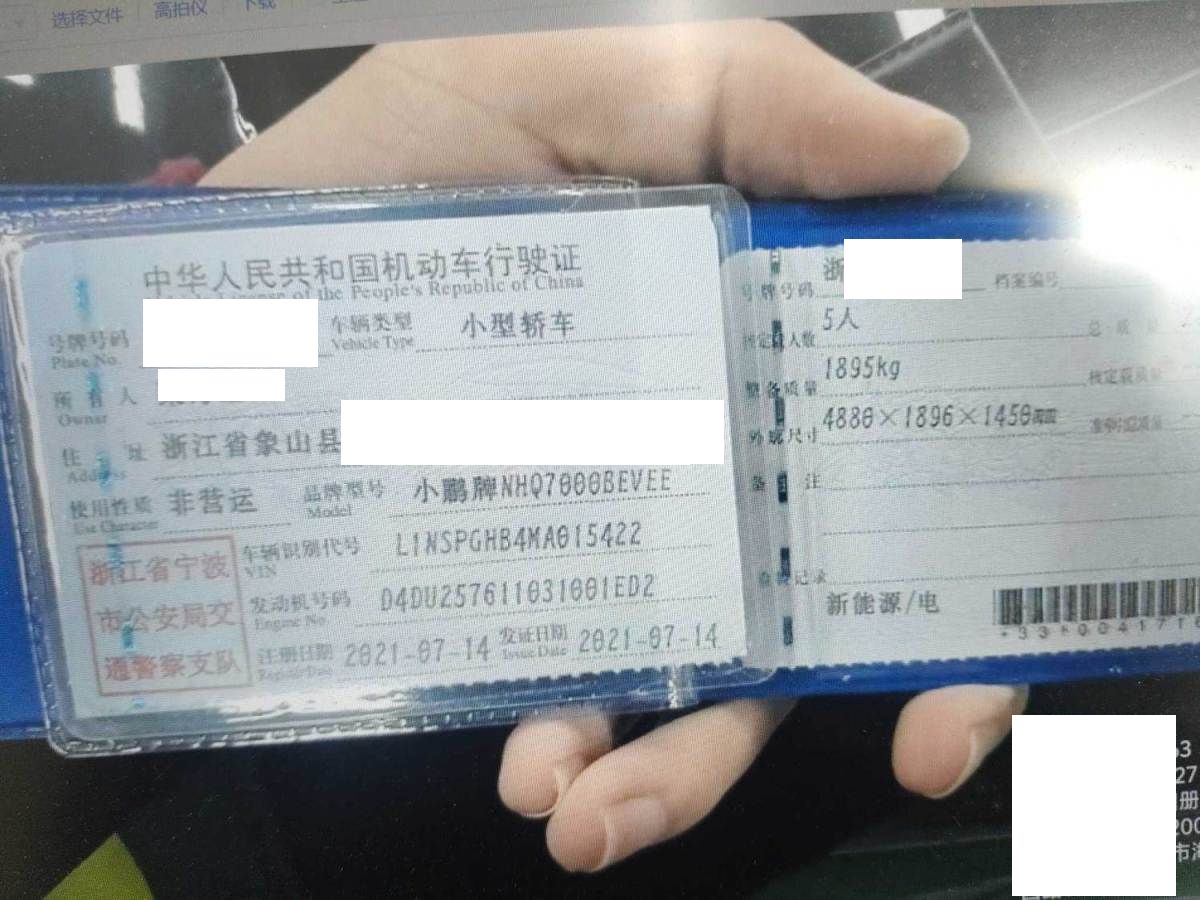 选择文件 高拍仪 下载
中华人民共和国机动车行驶证
License of the People's Republic of China
号牌号码
Plate No.
车辆类型 小型轿车
Vehicle Type
所有人
Owner
住 址 浙江省象山县
Address
使用性质 非营运
Use Character
品牌型号 小鹏牌NHQ7000BEVEE
Model
车辆识别代号 L1NSPGHB4MA015422
VIN
发动机号码 D4DU257611031001ED2
Engine No.
注册日期 2021-07-14
Register Date
发证日期 2021-07-14
Issue Date
浙江省宁波
市公安局交
通警察支队
号牌号码 浙
档案编号
核定载人数 5人
总 质 量
整备质量 1895kg
核定载质量
外廓尺寸 4880×1896×1450mm
备 注
检验记录
新能源/电
63
27
册
200
市海